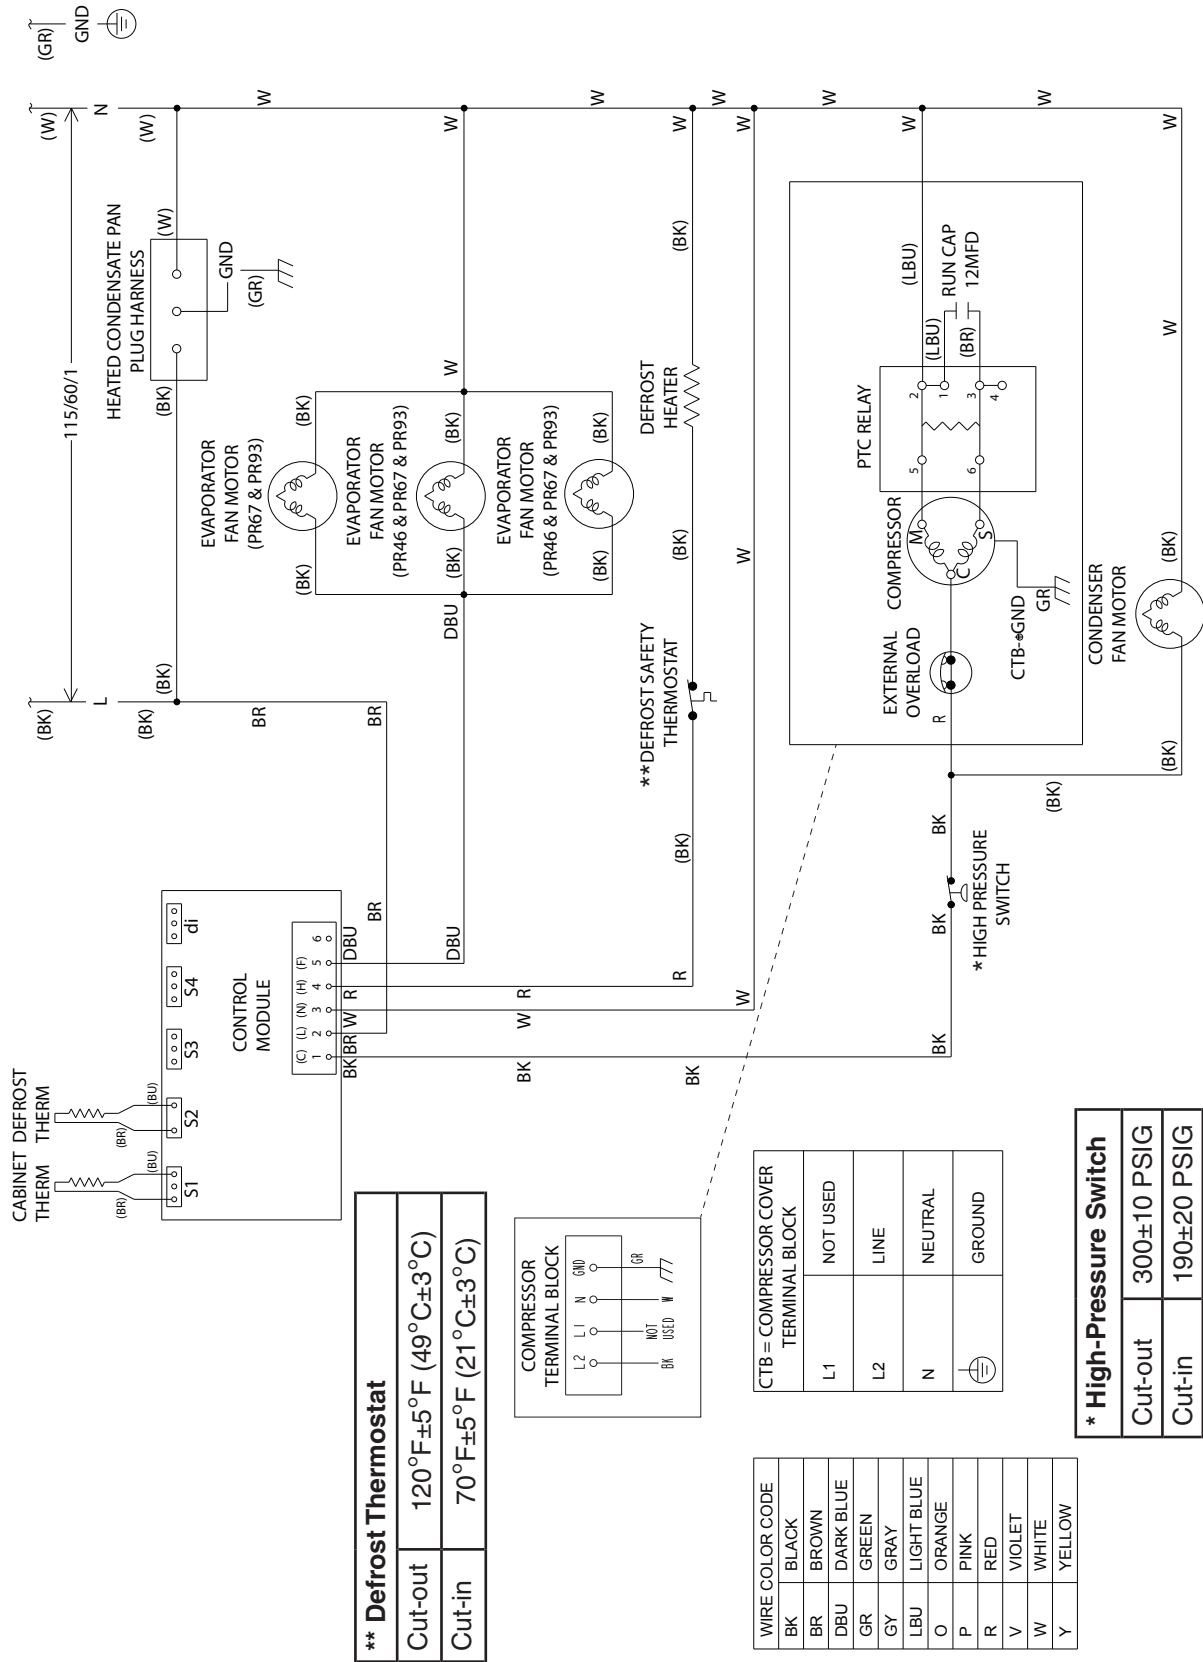 (GR)
GND
(W)
N
(W)
W
W
W
W
W
115/60/1
(BK)
L
(BK)
HEATED CONDENSATE PAN
PLUG HARNESS
(W)
GND
(GR)
(BK)
(BK)
BR
BR
BR
EVAPORATOR
FAN MOTOR
(PR67 & PR93)
(BK)
(BK)
EVAPORATOR
FAN MOTOR
(PR46 & PR67 & PR93)
(BK)
(BK)
EVAPORATOR
FAN MOTOR
(PR46 & PR67 & PR93)
(BK)
(BK)
W
W
DBU
DBU
DBU
DEFROST
HEATER
W
(BK)
(BK)
**DEFROST SAFETY
THERMOSTAT
(BK)
R
R
R
W
W
W
W
W
CABINET
THERM
DEFROST
THERM
(BR)
(BU)
(BR)
(BU)
S1
S2
S3
S4
di
CONTROL
MODULE
(C)
(L)
(N)
(H)
(F)
1
2
3
4
5
6
BK
BR
BK
BK
BK
*HIGH PRESSURE
SWITCH
BK
BK
(BK)
(BK)
CONDENSER
FAN MOTOR
(BK)
W
W
W
(LBU)
PTC RELAY
(LBU)
RUN CAP
12MFD
(BR)
2
1
3
4
5
6
COMPRESSOR
M
S
C
EXTERNAL
OVERLOAD
R
CTB-GND
GR
COMPRESSOR
TERMINAL BLOCK
L2
L1
N
GND
BK
NOT
USED
W
GR
CTB = COMPRESSOR COVER
TERMINAL BLOCK
L1 NOT USED
L2 LINE
N NEUTRAL
GROUND
WIRE COLOR CODE
BK BLACK
BR BROWN
DBU DARK BLUE
GR GREEN
GY GRAY
LBU LIGHT BLUE
O ORANGE
P PINK
R RED
V VIOLET
W WHITE
Y YELLOW
** Defrost Thermostat
Cut-out 120°F±5°F (49°C±3°C)
Cut-in 70°F±5°F (21°C±3°C)
* High-Pressure Switch
Cut-out 300±10 PSIG
Cut-in 190±20 PSIG